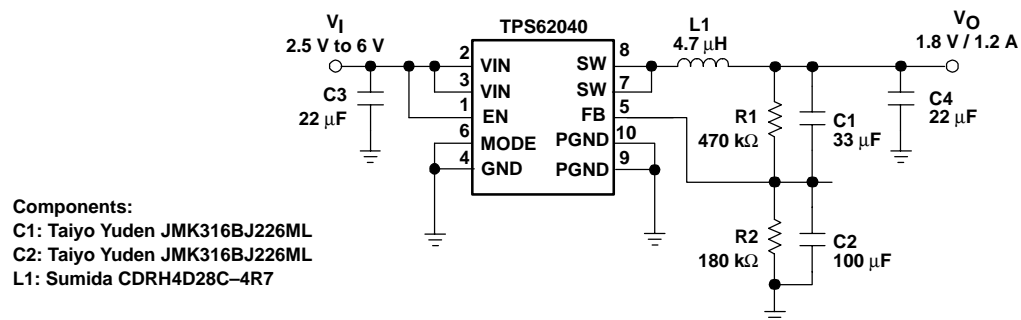 TPS62040
VI
2.5 V to 6 V
C3
22 µF
2
VIN
3
VIN
1
EN
6
MODE
4
GND
SW
8
SW
7
FB
5
PGND
10
PGND
9
L1
4.7 µH
R1
470 kΩ
C1
33 µF
R2
180 kΩ
C2
100 µF
C4
22 µF
VO
1.8 V / 1.2 A
Components:
C1: Taiyo Yuden JMK316BJ226ML
C2: Taiyo Yuden JMK316BJ226ML
L1: Sumida CDRH4D28C–4R7